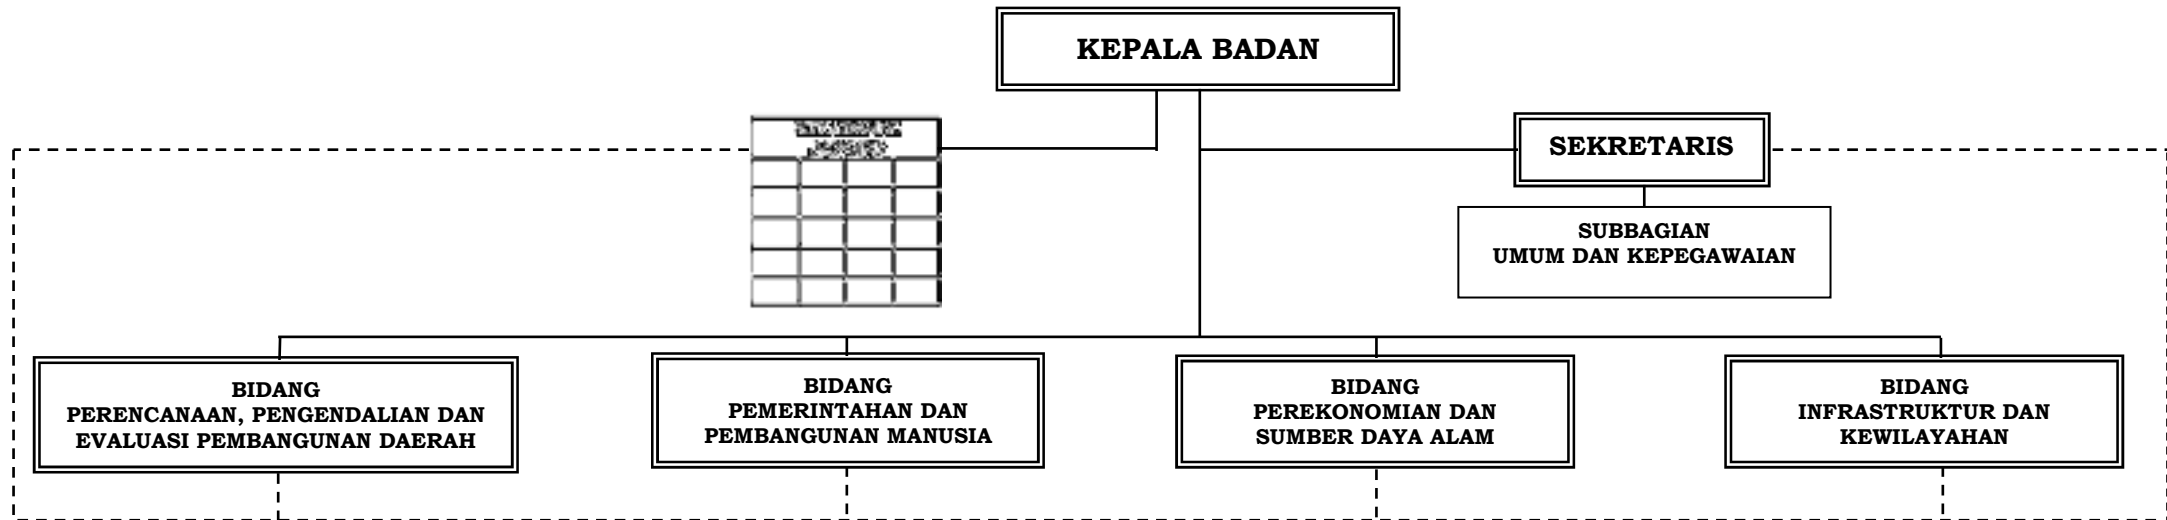 KEPALA BADAN
SEKRETARIS
SUBBAGIAN
UMUM DAN KEPEGAWAIAN
BIDANG
PERENCANAAN, PENGENDALIAN DAN
EVALUASI PEMBANGUNAN DAERAH
BIDANG
PEMERINTAHAN DAN
PEMBANGUNAN MANUSIA
BIDANG
PEREKONOMIAN DAN
SUMBER DAYA ALAM
BIDANG
INFRASTRUKTUR DAN
KEWILAYAHAN